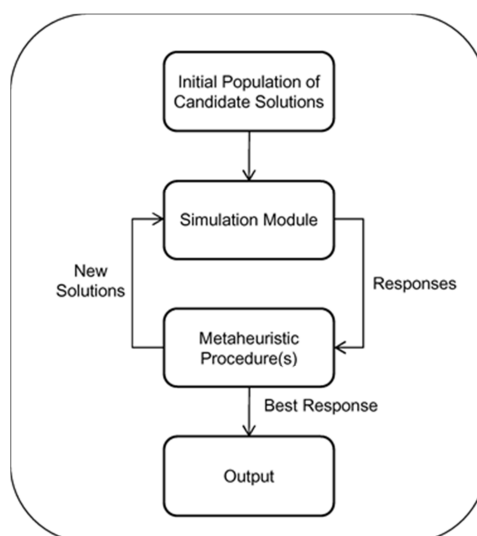 Initial Population of
Candidate Solutions
Simulation Module
New
Solutions
Responses
Metaheuristic
Procedure(s)
Best Response
Output